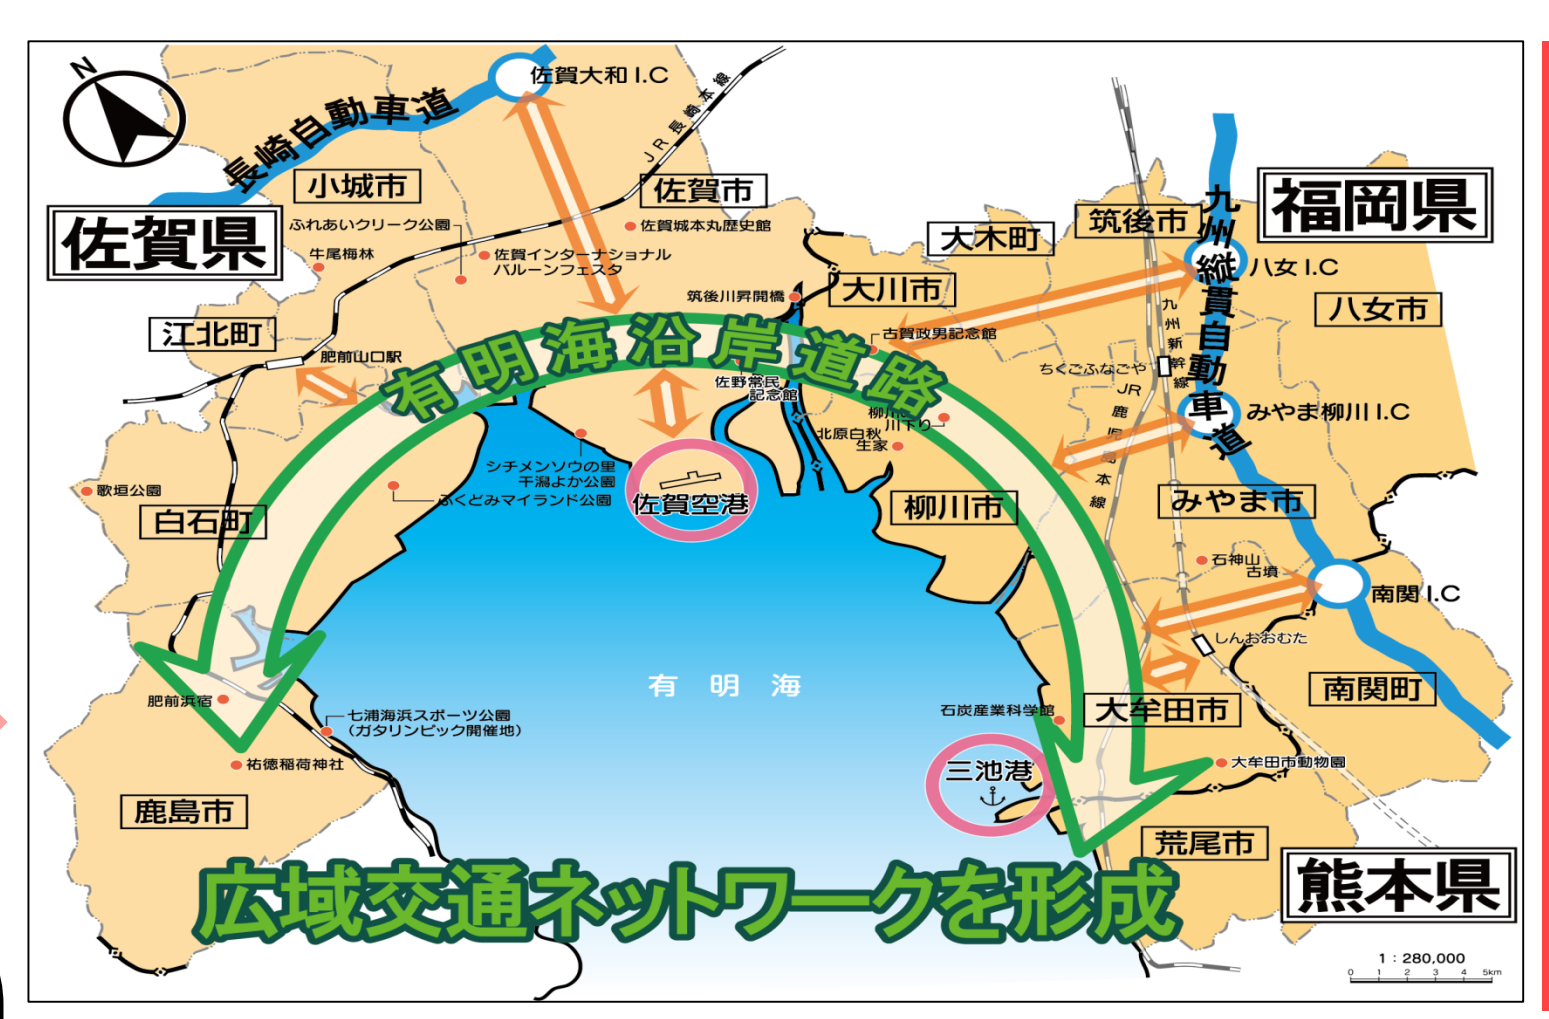 N
佐賀大和 I.C
長崎自動車道
JR長崎本線
小城市
佐賀市
佐賀県
福岡県
ふれあいクリーク公園
佐賀城本丸歴史館
大木町
筑後市
九州縦貫自動車道
牛尾梅林
佐賀インターナショナル
バルーンフェスタ
八女 I.C
筑後川昇開橋
大川市
八女市
江北町
肥前山口駅
古賀政男記念館
九州新幹線
有明海沿岸道路
ちくごふなごや
佐野常民
記念館
JR鹿児島本線
みやま柳川 I.C
川下り
北原白秋
生家
シチメンソウの里
干潟よか公園
ふくどみマイランド公園
歌垣公園
佐賀空港
白石町
柳川市
みやま市
石神山
古墳
南関 I.C
しんおおむた
有明海
肥前浜宿
七浦海浜スポーツ公園
（ガタリンピック開催地）
石炭産業科学館
大牟田市
南関町
祐徳稲荷神社
三池港
大牟田市動物園
鹿島市
荒尾市
広域交通ネットワークを形成
熊本県
1：280,000
0 1 2 3 4 5km